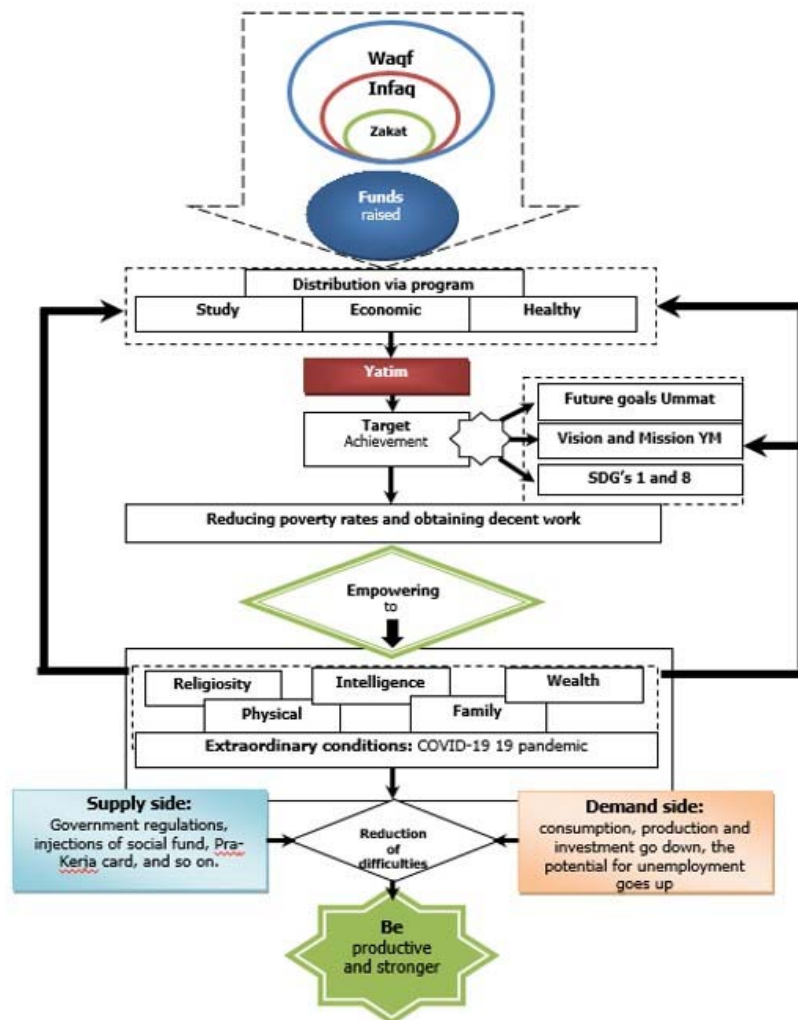 Waqf
Infaq
Zakat
Funds
raised
Distribution via program
Study
Economic
Healthy
Yatim
Target
Achievement
Future goals Ummat
Vision and Mission YM
SDG's 1 and 8
Reducing poverty rates and obtaining decent work
Empowering
to
Religiosity
Intelligence
Wealth
Physical
Family
Extraordinary conditions: COVID-19 19 pandemic
Supply side:
Government regulations,
injections of social fund, Pra-
Kerja card, and so on.
Reduction
of
difficulties
Demand side:
consumption, production and
investment go down, the
potential for unemployment
goes up
Be
productive
and stronger